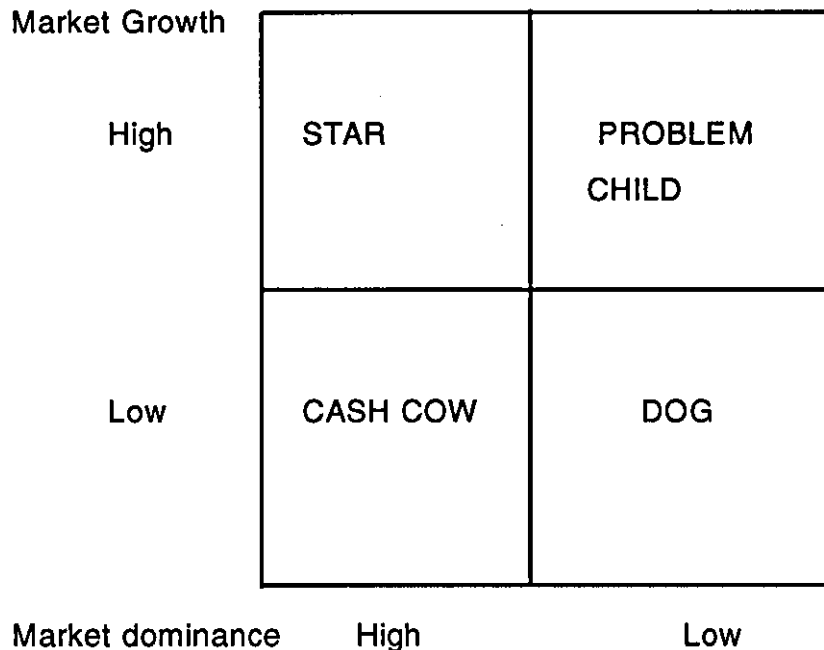 Market Growth
High STAR PROBLEM
CHILD
Low CASH COW DOG
Market dominance High Low